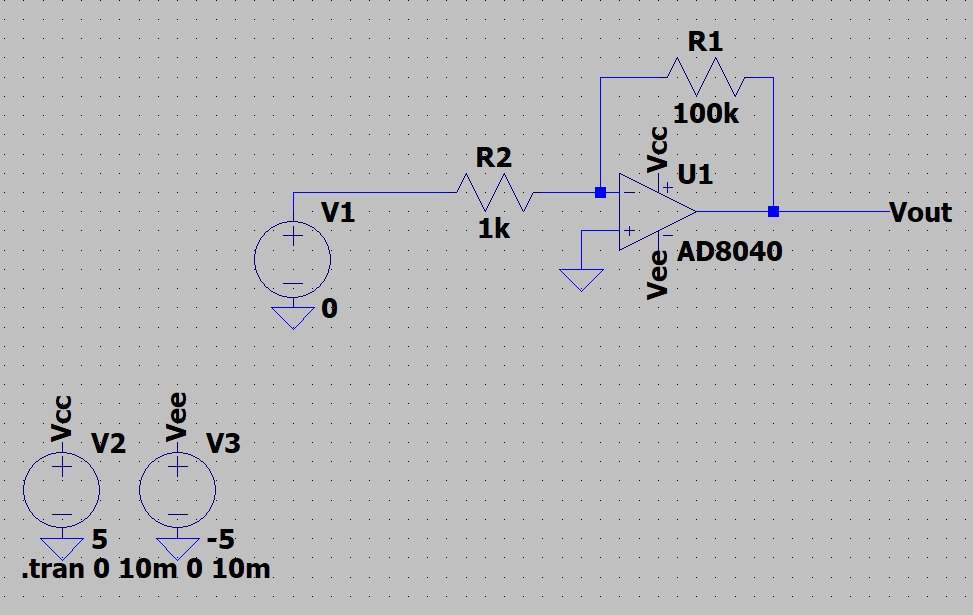 R1
100k
Vcc
U1
R2
1k
V1
Vout
AD8040
Vee
0
Vcc
V2
Vee
V3
5
-5
.tran 0 10m 0 10m